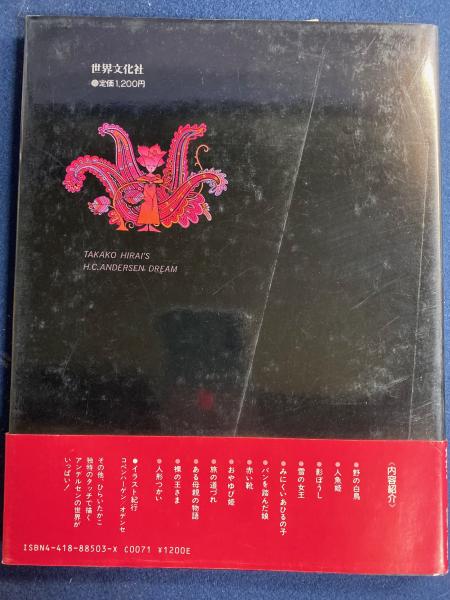 世界文化社
●定価1,200円
TAKAKO HIRAI'S
H.C.ANDERSEN DREAM
〈内容紹介〉
●野の白鳥
●人魚姫
●影ぼうし
●雪の女王
●みにくいあひるの子
●パンを踏んだ娘
●赤い靴
●おやゆび姫
●旅の道づれ
●ある母親の物語
●裸の王さま
●人形つかい
●イラスト紀行
コペンハーゲン オデンセ
その他、ひらいたかこ
独特のタッチで描く
アンデルセンの世界が
いっぱい!
ISBN4-418-88503-X C0071 ¥1200E